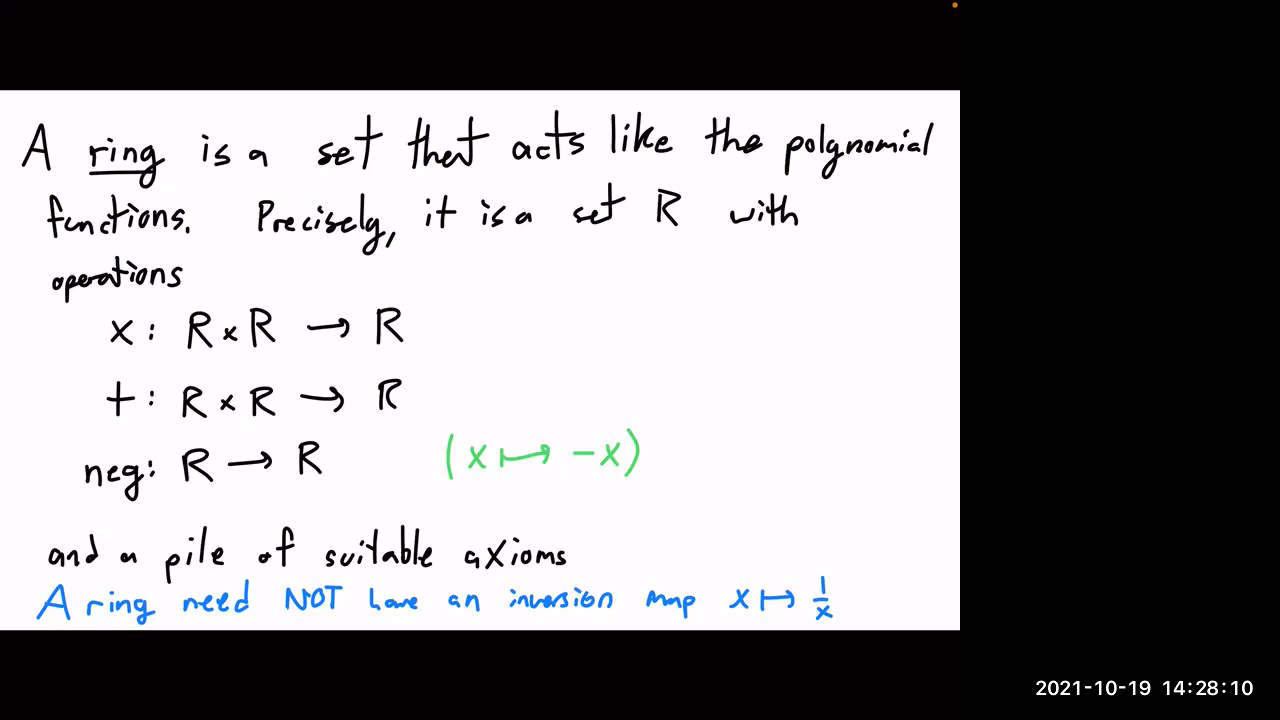 A ring is a set that acts like the polynomial
functions. Precisely, it is a set R with
operations
x: R × R → R
+: R × R → R
neg: R → R (x ↦ -x)
and a pile of suitable axioms
A ring need NOT have an inversion map x ↦ 1/x
2021-10-19 14:28:10